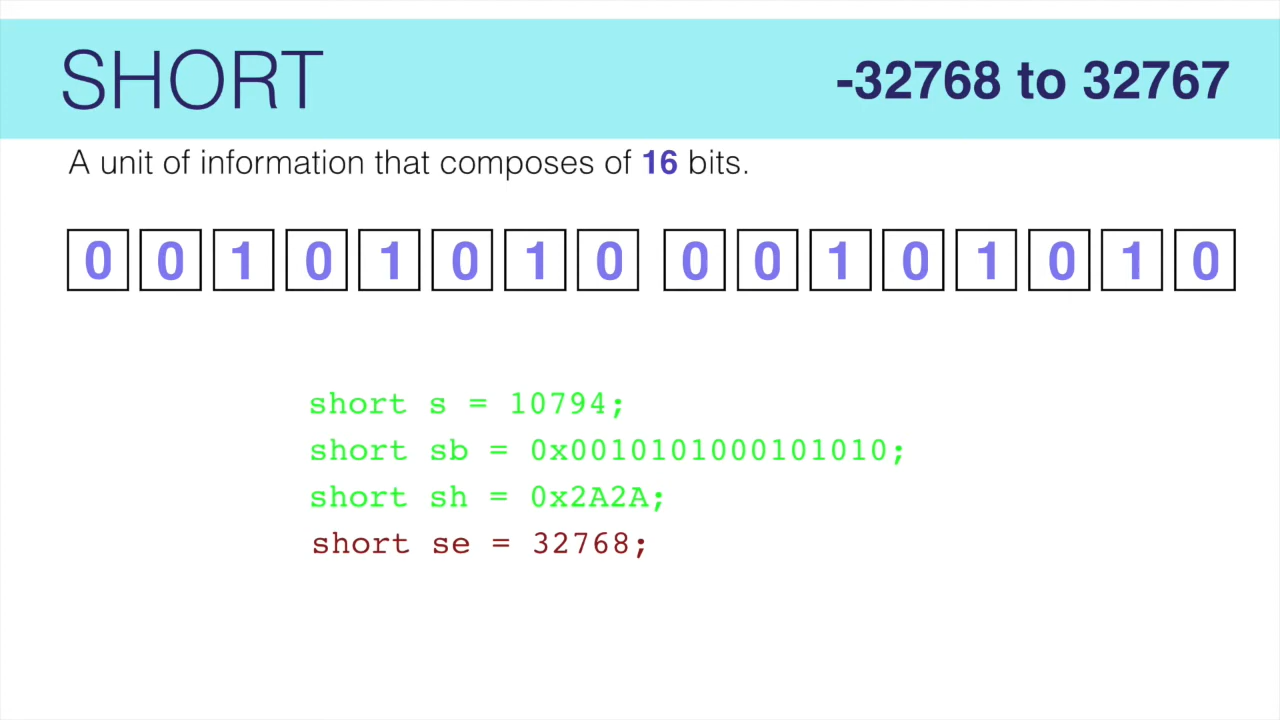 SHORT
-32768 to 32767
A unit of information that composes of 16 bits.
0 0 1 0 1 0 1 0 0 0 1 0 1 0 1 0
short s = 10794;
short sb = 0x0010101000101010;
short sh = 0x2A2A;
short se = 32768;